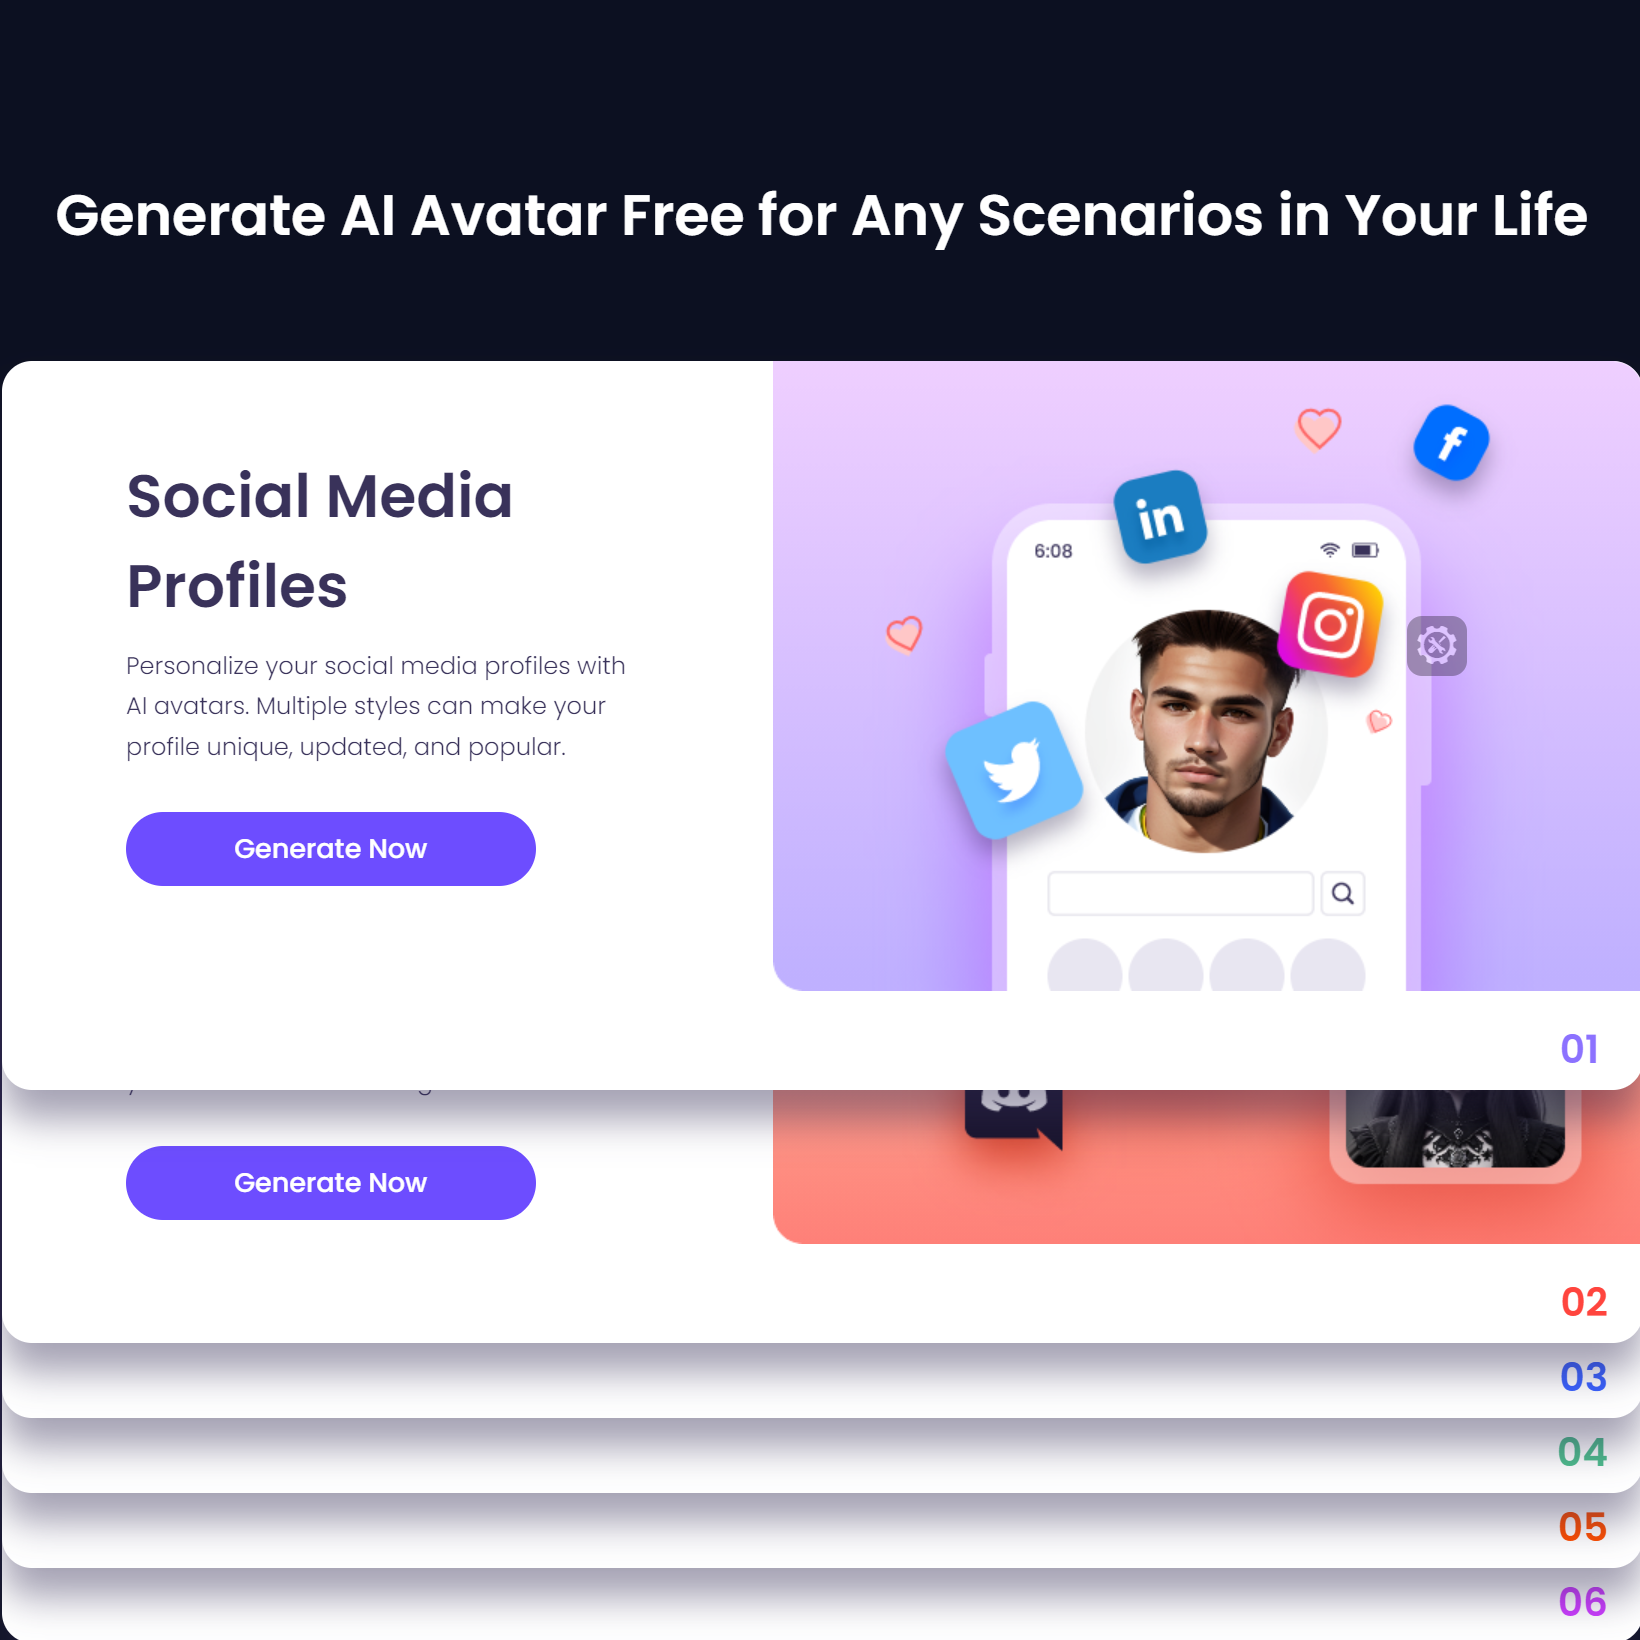 Generate AI Avatar Free for Any Scenarios in Your Life
Social Media
Profiles
Personalize your social media profiles with
AI avatars. Multiple styles can make your
profile unique, updated, and popular.
Generate Now
6:08
in
f
01
Generate Now
02
03
04
05
06